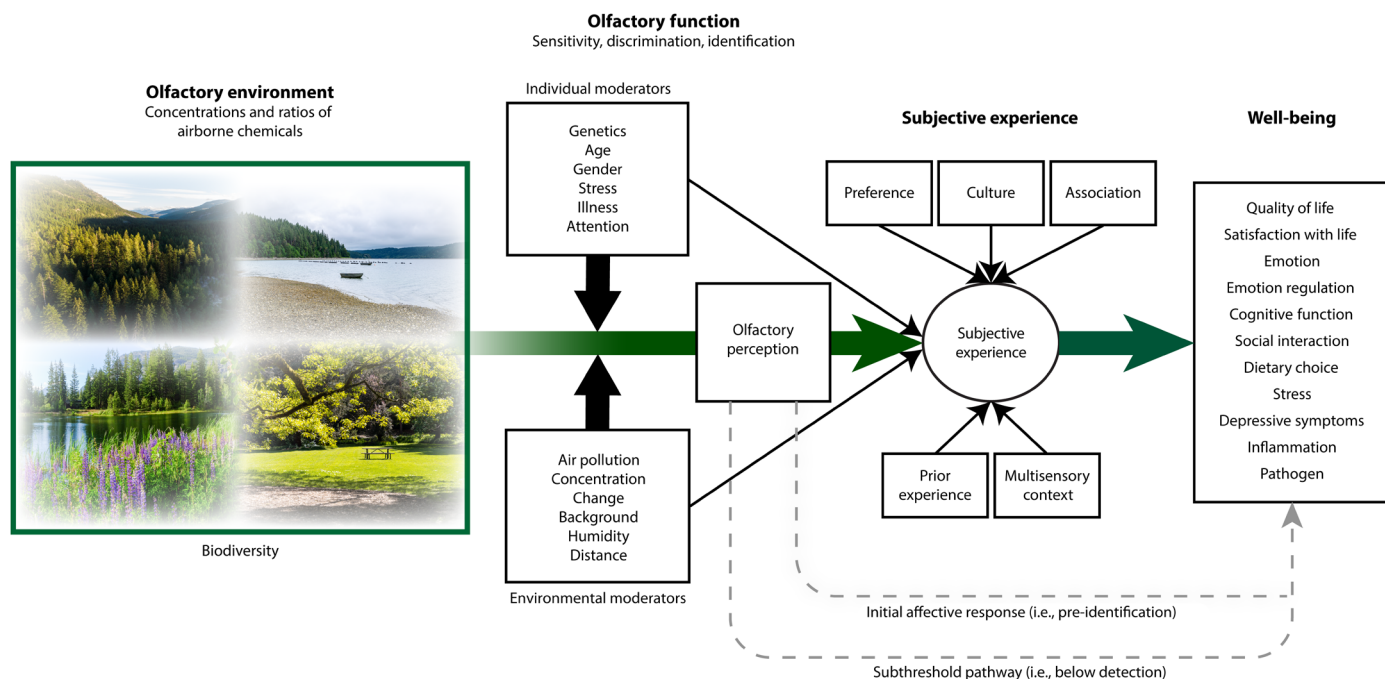 Olfactory function
Sensitivity, discrimination, identification
Olfactory environment
Concentrations and ratios of
airborne chemicals
Biodiversity
Individual moderators
Genetics
Age
Gender
Stress
Illness
Attention
Air pollution
Concentration
Change
Background
Humidity
Distance
Environmental moderators
Olfactory
perception
Subjective experience
Preference
Culture
Association
Subjective
experience
Prior
experience
Multisensory
context
Well-being
Quality of life
Satisfaction with life
Emotion
Emotion regulation
Cognitive function
Social interaction
Dietary choice
Stress
Depressive symptoms
Inflammation
Pathogen
Initial affective response (i.e., pre-identification)
Subthreshold pathway (i.e., below detection)